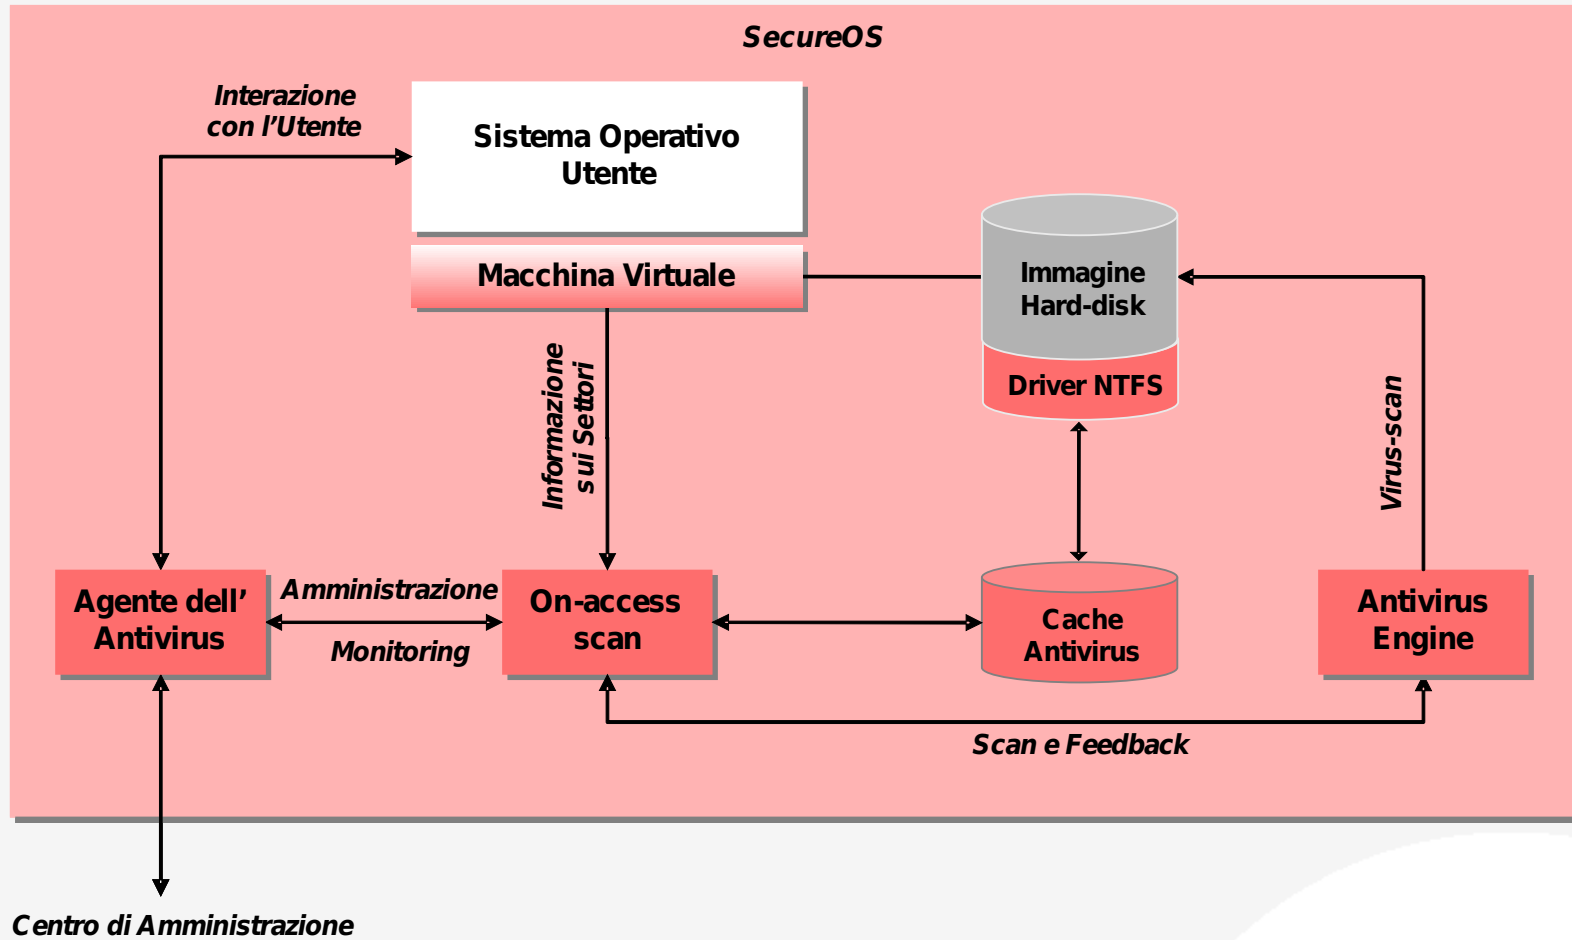 SecureOS
Interazione
con l'Utente
Sistema Operativo
Utente
Macchina Virtuale
Immagine
Hard-disk
Driver NTFS
Informazione
sui Settori
Virus-scan
Agente dell'
Antivirus
Amministrazione
Monitoring
On-access
scan
Cache
Antivirus
Antivirus
Engine
Scan e Feedback
Centro di Amministrazione